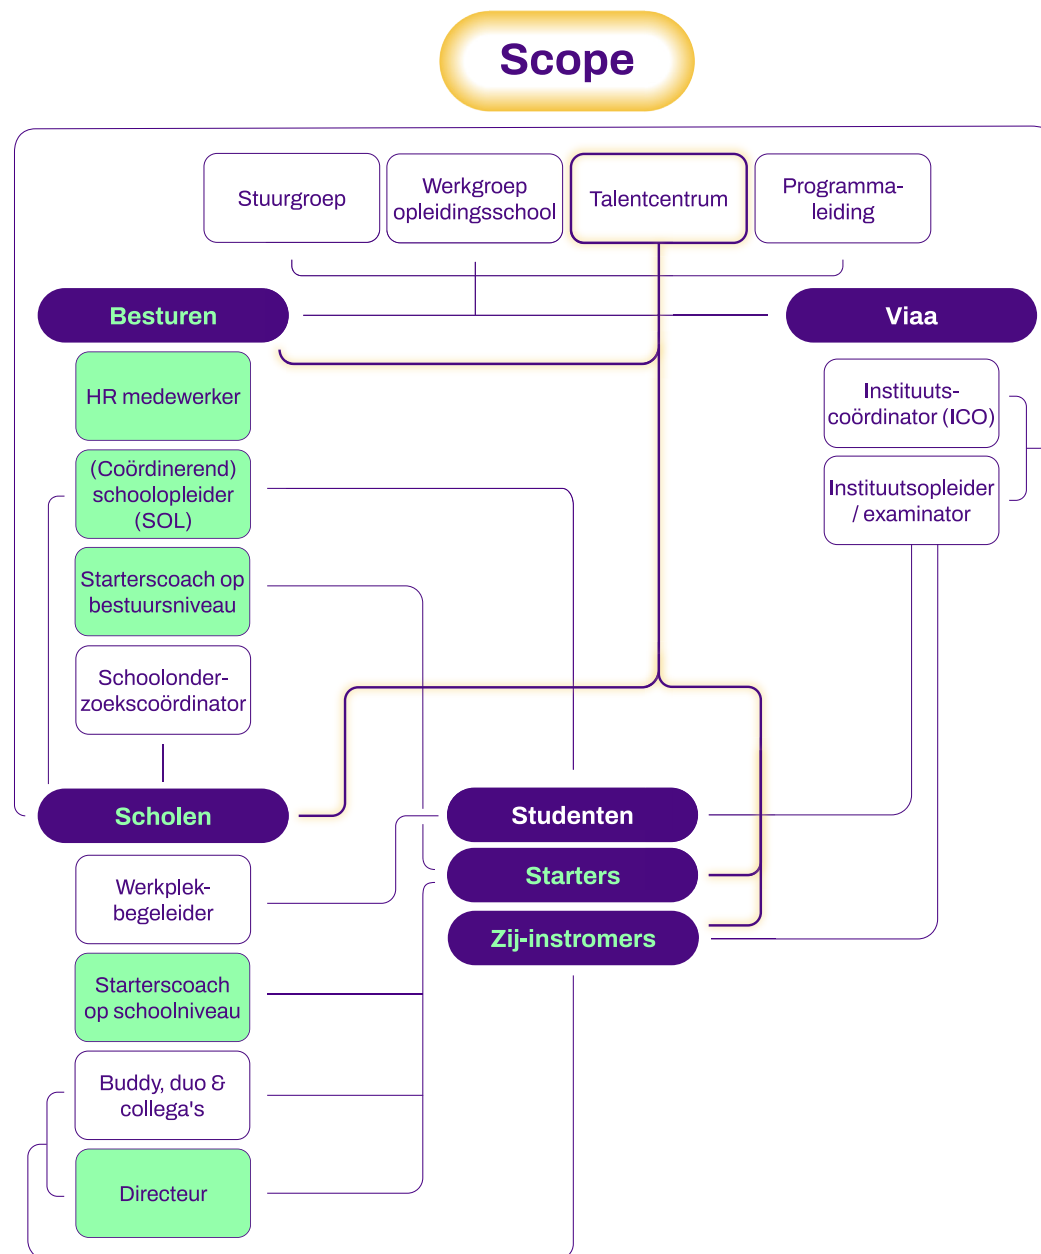 Scope
Stuurgroep
Werkgroep
opleidingsschool
Talentcentrum
Programma-
leiding
Besturen
Viaa
HR medewerker
(Coördinerend)
schoolopleider
(SOL)
Starterscoach op
bestuursniveau
Schoolonder-
zoekscoördinator
Instituuts-
coördinator (ICO)
Instituutsopleider
/ examinator
Scholen
Studenten
Starters
Zij-instromers
Werkplek-
begeleider
Starterscoach
op schoolniveau
Buddy, duo &
collega's
Directeur